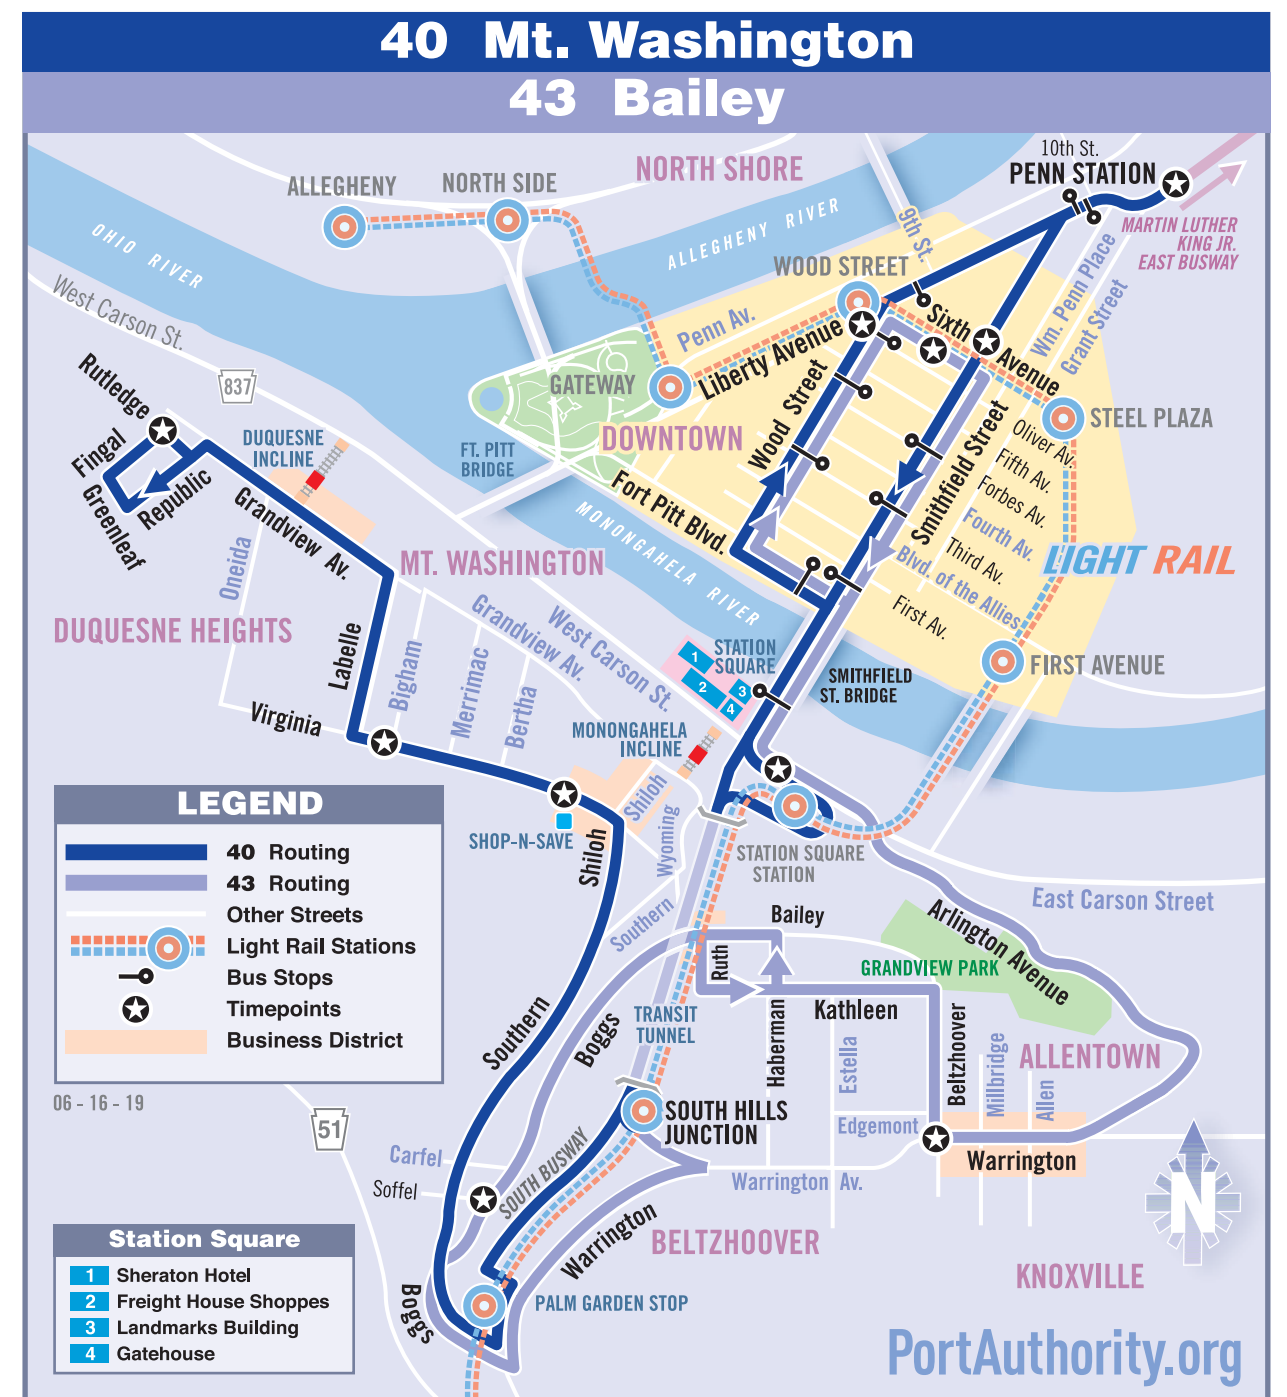 40 Mt. Washington
43 Bailey
NORTH SHORE
10th St.
PENN STATION
ALLEGHENY
NORTH SIDE
MARTIN LUTHER
KING JR.
EAST BUSWAY
OHIO RIVER
ALLEGHENY RIVER
9th St.
WOOD STREET
Wm. Penn Place
Grant Street
West Carson St.
837
Penn Av.
Liberty Avenue
Sixth Avenue
GATEWAY
STEEL PLAZA
Rutledge
Fingal
Greenleaf
Republic
DUQUESNE
INCLINE
FT. PITT
BRIDGE
DOWNTOWN
Wood Street
Smithfield Street
Oliver Av.
Fifth Av.
Forbes Av.
Fourth Av.
Third Av.
Blvd. of the Allies
First Av.
LIGHT RAIL
Fort Pitt Blvd.
MONONGAHELA RIVER
Grandview Av.
Oneida
MT. WASHINGTON
DUQUESNE HEIGHTS
Labelle
Bigham
Merrimac
Bertha
Grandview Av.
West Carson St.
Virginia
STATION
SQUARE
1
2
3
4
SMITHFIELD
ST. BRIDGE
FIRST AVENUE
MONONGAHELA
INCLINE
Shiloh
Wyoming
SHOP-N-SAVE
Shiloh
STATION SQUARE
STATION
East Carson Street
LEGEND
40 Routing
43 Routing
Other Streets
Light Rail Stations
Bus Stops
Timepoints
Business District
06 - 16 - 19
Southern
Bailey
Arlington Avenue
GRANDVIEW PARK
Ruth
Kathleen
Southern
Boggs
TRANSIT
TUNNEL
Haberman
Estella
Beltzhoover
Millbridge
Allen
ALLENTOWN
51
SOUTH HILLS
JUNCTION
Edgemont
Warrington
Carfel
Soffel
SOUTH BUSWAY
Warrington Av.
Warrington
BELTZHOOVER
N
KNOXVILLE
Boggs
PALM GARDEN STOP
Station Square
1 Sheraton Hotel
2 Freight House Shoppes
3 Landmarks Building
4 Gatehouse
PortAuthority.org